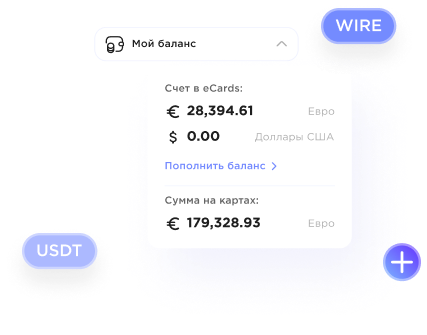 WIRE
Мой баланс
Счет в eCards:
€ 28,394.61 Евро
$ 0.00 Доллары США
Пополнить баланс
Сумма на картах:
€ 179,328.93 Евро
USDT